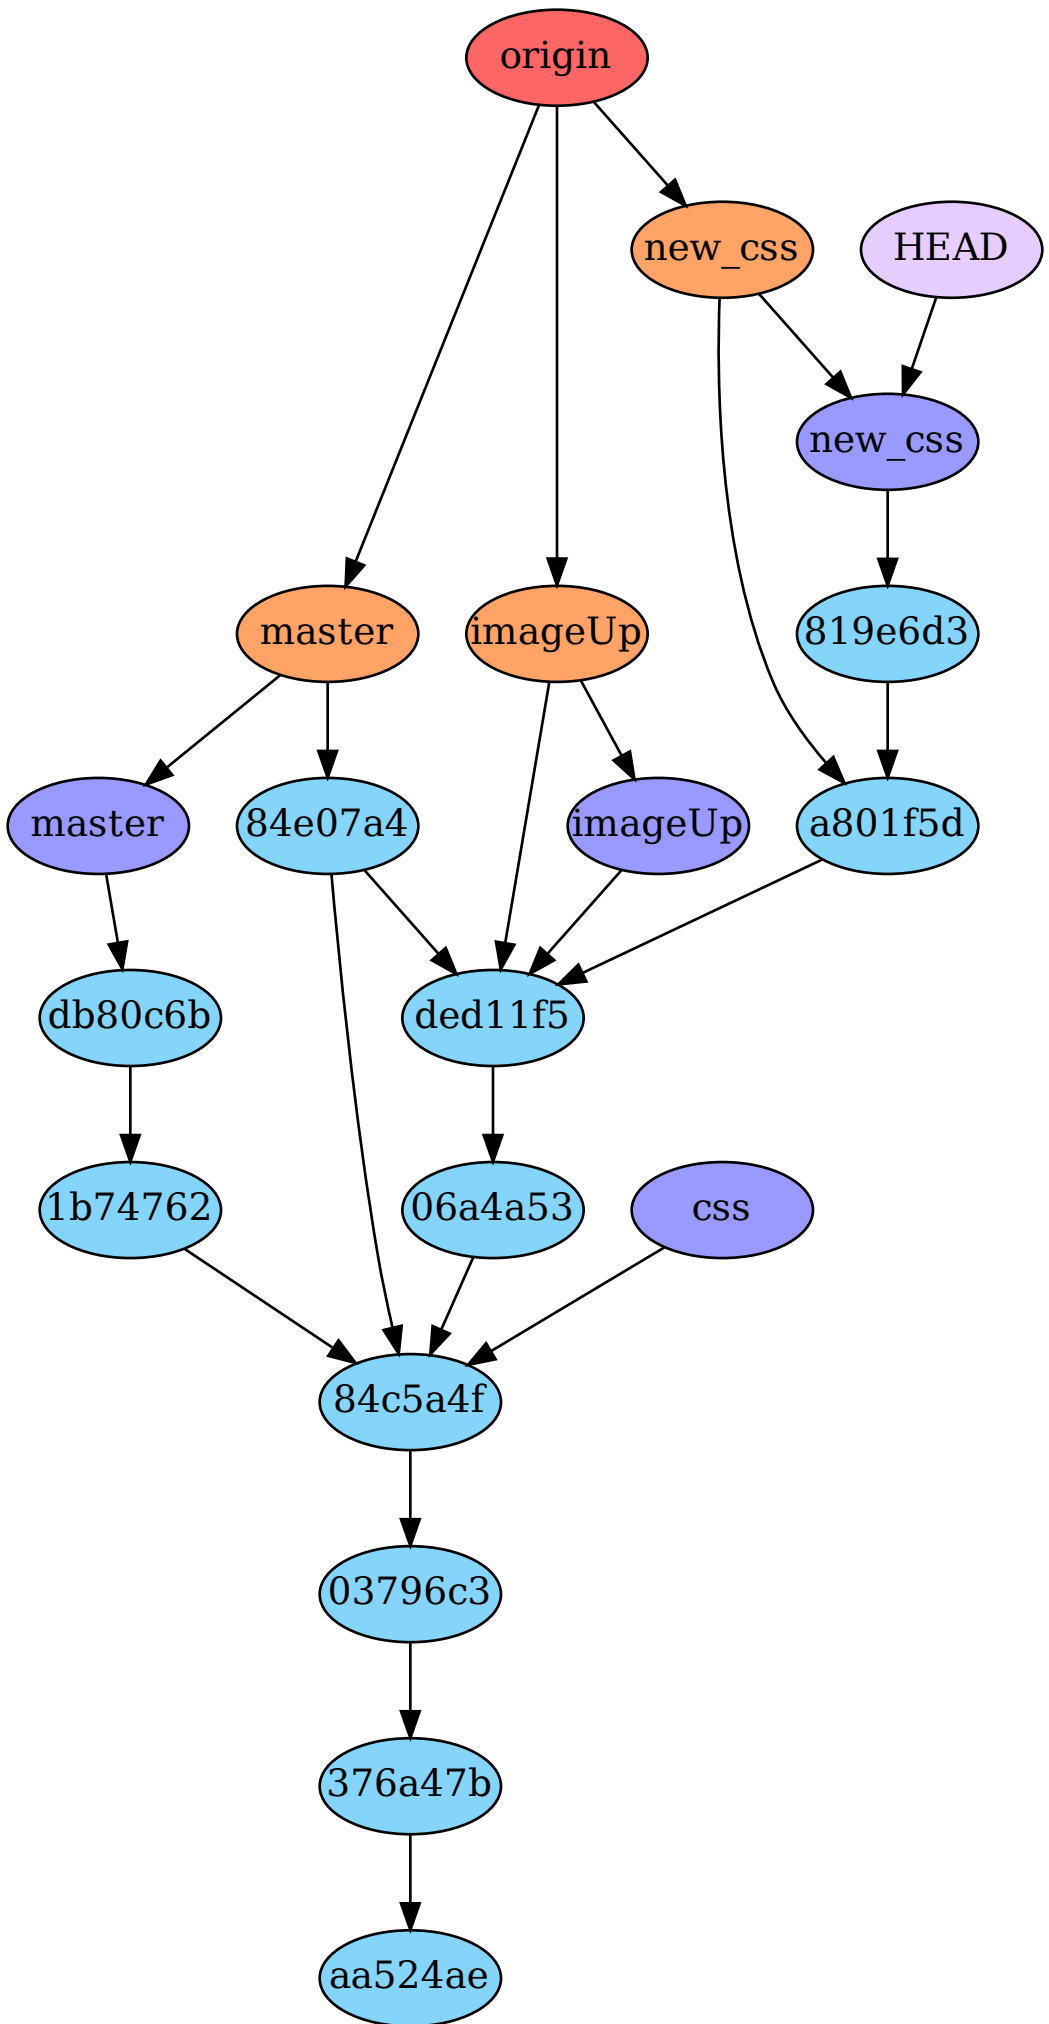 origin
new_css
HEAD
new_css
master
imageUp
819e6d3
master
84e07a4
imageUp
a801f5d
db80c6b
ded11f5
1b74762
06a4a53
css
84c5a4f
03796c3
376a47b
aa524ae